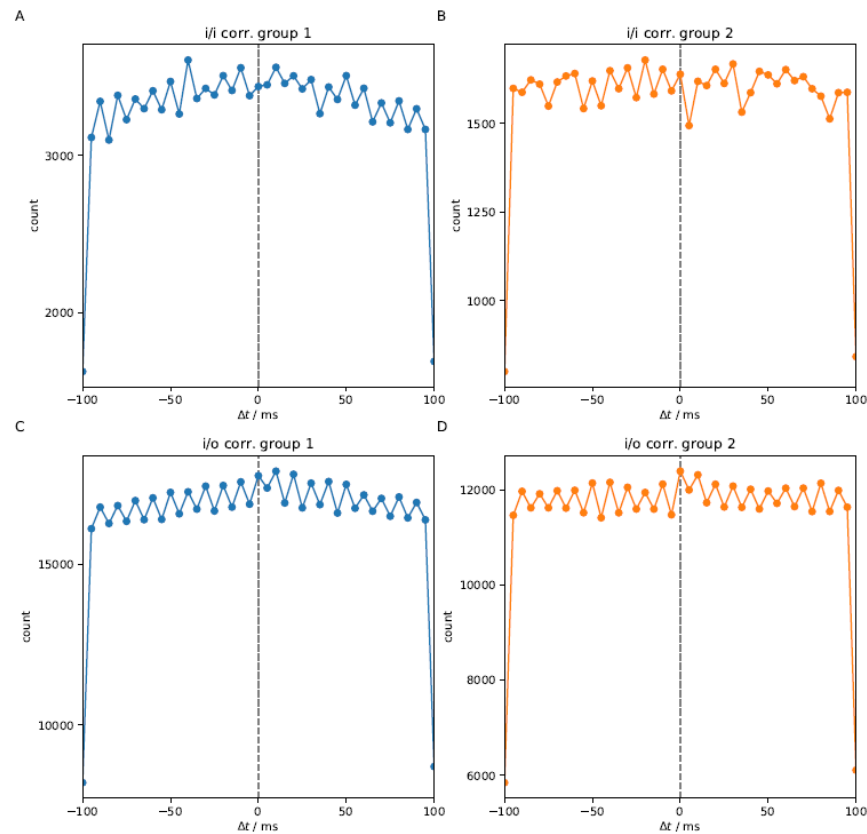 A
i/i corr. group 1
count
3000
2000
−100 −50 0 50 100
Δt / ms
B
i/i corr. group 2
count
1500
1250
1000
−100 −50 0 50 100
Δt / ms
C
i/o corr. group 1
count
15000
10000
−100 −50 0 50 100
Δt / ms
D
i/o corr. group 2
count
12000
10000
8000
6000
−100 −50 0 50 100
Δt / ms